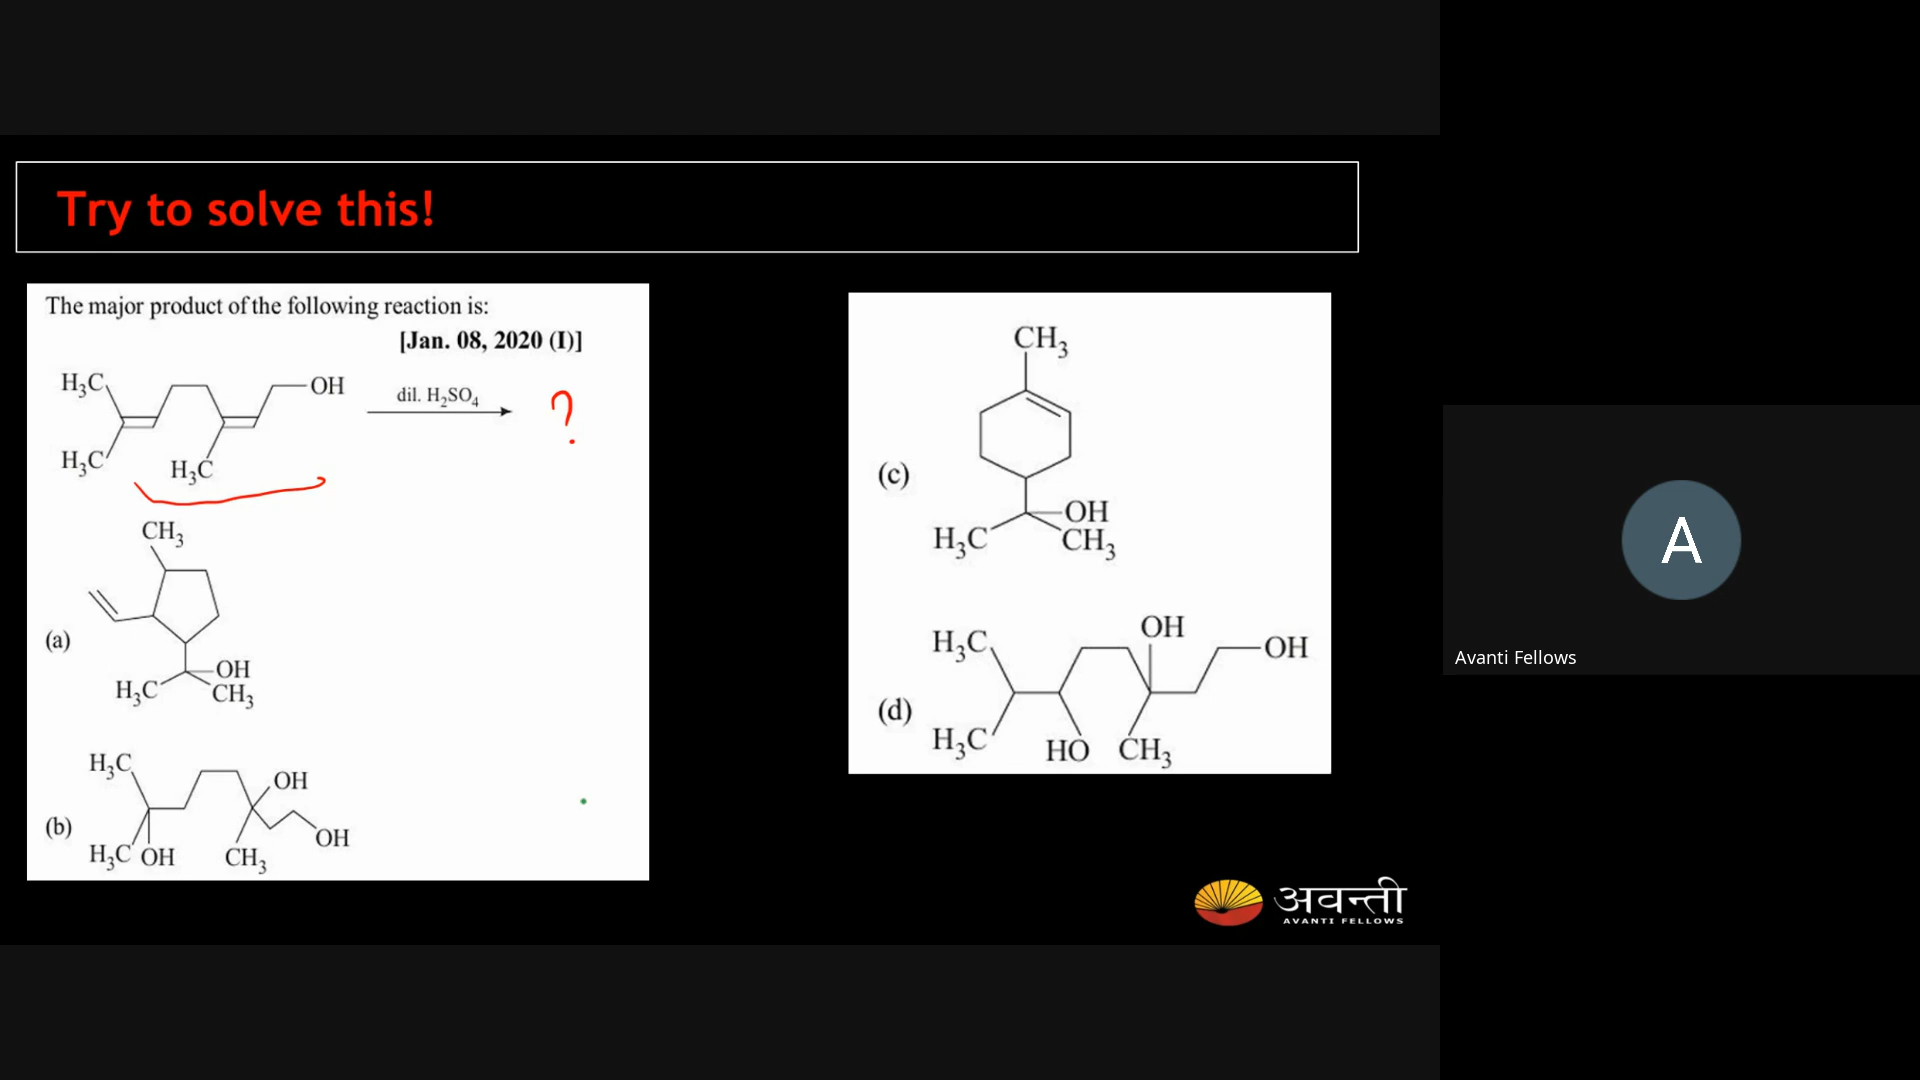 Try to solve this!
The major product of the following reaction is:
[Jan. 08, 2020 (I)]
H₃C
OH
dil. H₂SO₄
?
H₃C
H₃C
CH₃
(a)
OH
H₃C
CH₃
H₃C
OH
(b)
OH
H₃C
OH
CH₃
CH₃
(c)
OH
H₃C
CH₃
OH
H₃C
OH
(d)
H₃C
HO
CH₃
अवन्ती
AVANTI FELLOWS
A
Avanti Fellows